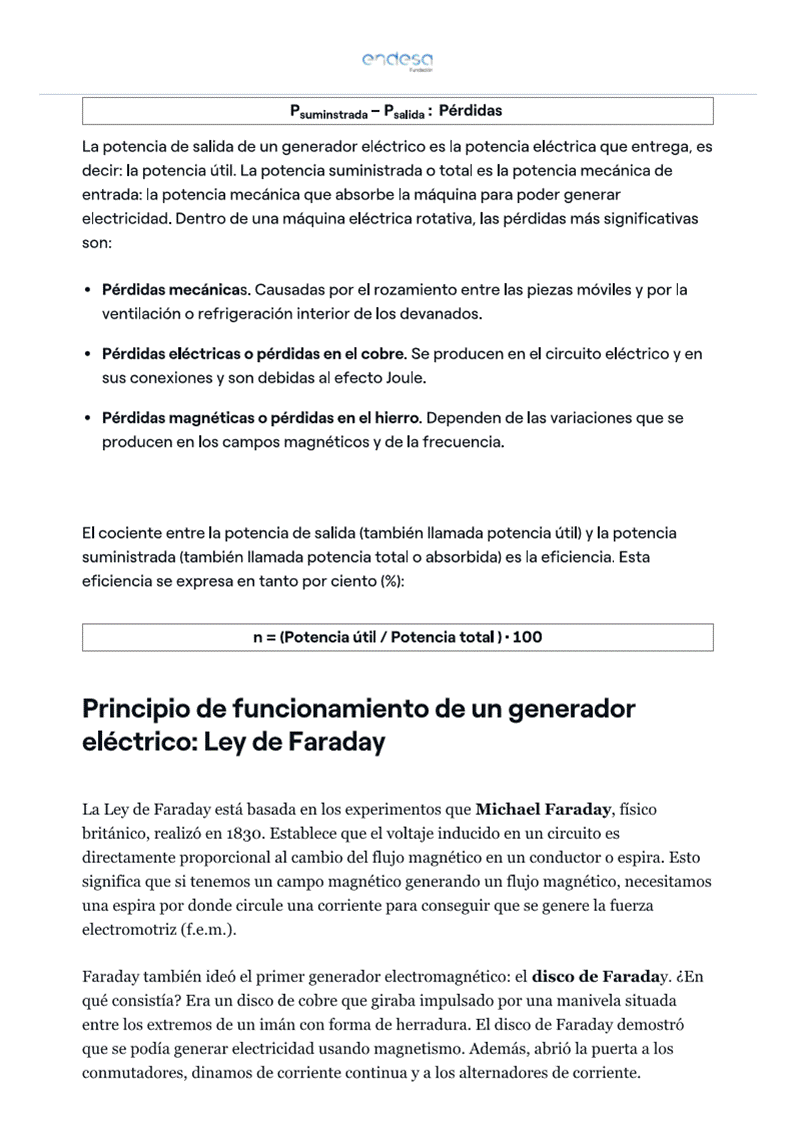 endesa
Fundación
Psuminstrada – Psalida : Pérdidas
La potencia de salida de un generador eléctrico es la potencia eléctrica que entrega, es
decir: la potencia útil. La potencia suministrada o total es la potencia mecánica de
entrada: la potencia mecánica que absorbe la máquina para poder generar
electricidad. Dentro de una máquina eléctrica rotativa, las pérdidas más significativas
son:
• Pérdidas mecánicas. Causadas por el rozamiento entre las piezas móviles y por la
ventilación o refrigeración interior de los devanados.
• Pérdidas eléctricas o pérdidas en el cobre. Se producen en el circuito eléctrico y en
sus conexiones y son debidas al efecto Joule.
• Pérdidas magnéticas o pérdidas en el hierro. Dependen de las variaciones que se
producen en los campos magnéticos y de la frecuencia.
El cociente entre la potencia de salida (también llamada potencia útil) y la potencia
suministrada (también llamada potencia total o absorbida) es la eficiencia. Esta
eficiencia se expresa en tanto por ciento (%):
n = (Potencia útil / Potencia total ) · 100
Principio de funcionamiento de un generador
eléctrico: Ley de Faraday
La Ley de Faraday está basada en los experimentos que Michael Faraday, físico
británico, realizó en 1830. Establece que el voltaje inducido en un circuito es
directamente proporcional al cambio del flujo magnético en un conductor o espira. Esto
significa que si tenemos un campo magnético generando un flujo magnético, necesitamos
una espira por donde circule una corriente para conseguir que se genere la fuerza
electromotriz (f.e.m.).
Faraday también ideó el primer generador electromagnético: el disco de Faraday. ¿En
qué consistía? Era un disco de cobre que giraba impulsado por una manivela situada
entre los extremos de un imán con forma de herradura. El disco de Faraday demostró
que se podía generar electricidad usando magnetismo. Además, abrió la puerta a los
conmutadores, dinamos de corriente continua y a los alternadores de corriente.